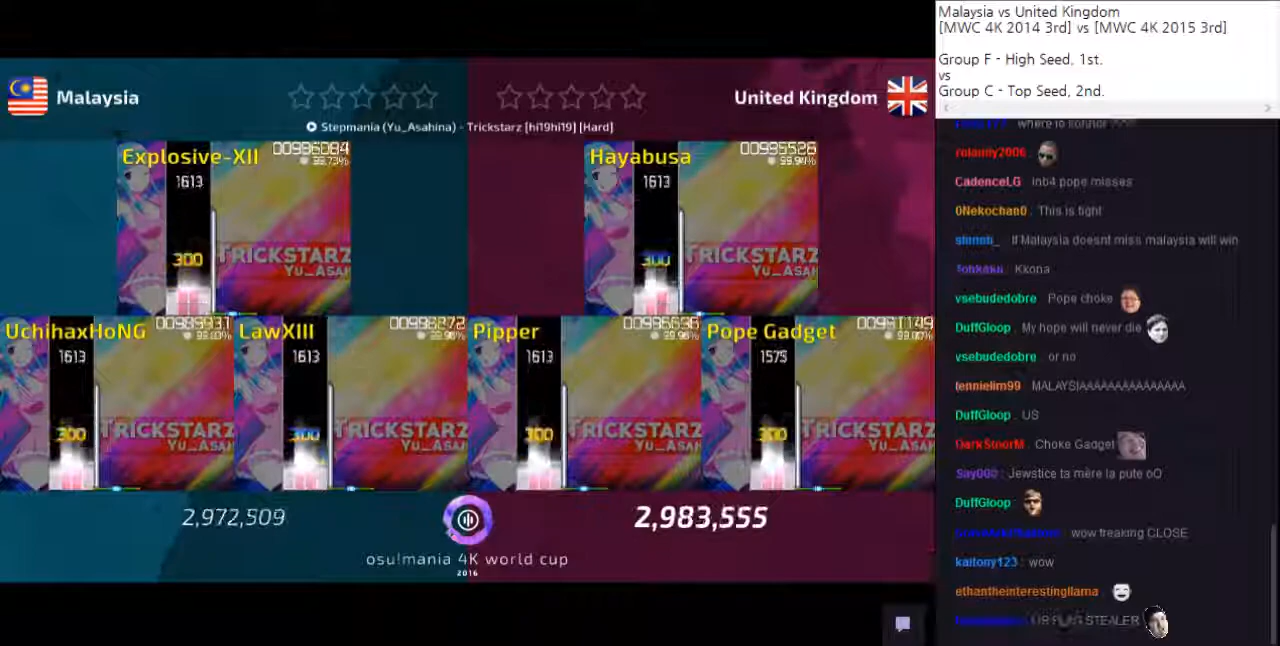 Malaysia vs United Kingdom
[MWC 4K 2014 3rd] vs [MWC 4K 2015 3rd]
Group F - High Seed. 1st.
vs
Group C - Top Seed, 2nd.
Malaysia
United Kingdom
Stepmania (Yu_Asahina) - Trickstarz [hi19hi19] [Hard]
Explosive-XII
1613
300
TRICKSTARZ
Hayabusa
00995526
1613
300
TRICKSTARZ
UchihaxHoNG
1613
300
TRICKSTARZ
LawXIII
1613
300
TRICKSTARZ
Pipper
1613
300
TRICKSTARZ
Pope Gadget
1575
300
TRICKSTARZ
2,972,509
2,983,555
osu!mania 4K world cup
2016
CadenceLG inb4 pope misses
0Nekochan0 : This is tight
If Malaysia doesnt miss malaysia will win
Kkona
vsebudedobre : Pope choke
DuffGloop : My hope will never die
vsebudedobre : or no
MALAYSIAAAAAAAAAAAAAAA
DuffGloop : US
DarkStnorM : Choke Gadget
Jewstice ta mère la pute oO
DuffGloop :
wow freaking CLOSE
kaitony123 : wow
ethantheinterestingllama :
STEALER